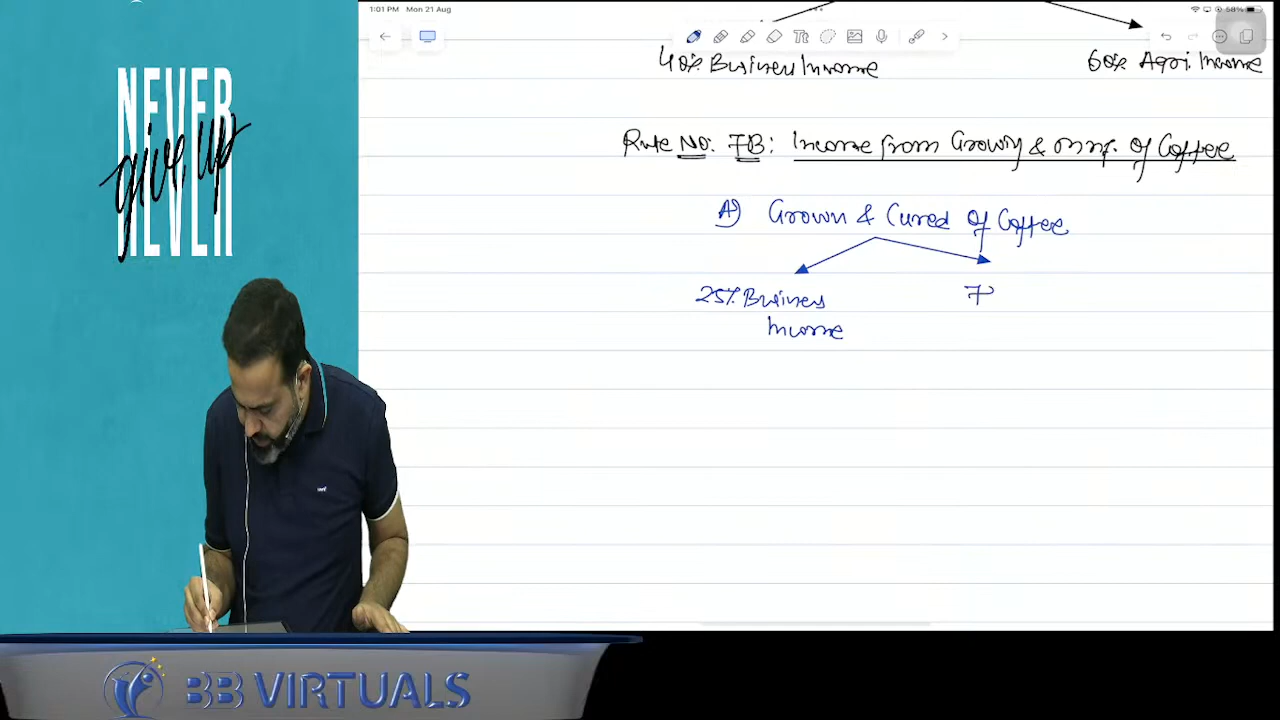 1:01 PM Mon 21 Aug
58%
40% Business Income
60% Agri. Income
NEVER
give up
NEVER
Rule No. 7B: Income from Growing & Mnf. Of Coffee
A) Grown & Cured Of Coffee
25% Business
Income
7
BB VIRTUALS